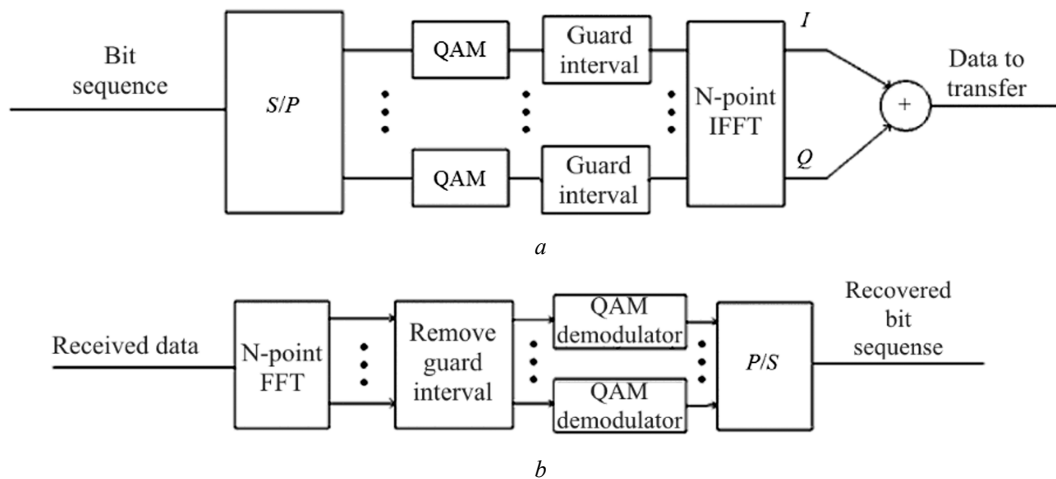 Bit
sequence
S/P
QAM
Guard
interval
QAM
Guard
interval
N-point
IFFT
I
Q
+
Data to
transfer
a
Received data
N-point
FFT
Remove
guard
interval
QAM
demodulator
QAM
demodulator
P/S
Recovered
bit
sequense
b